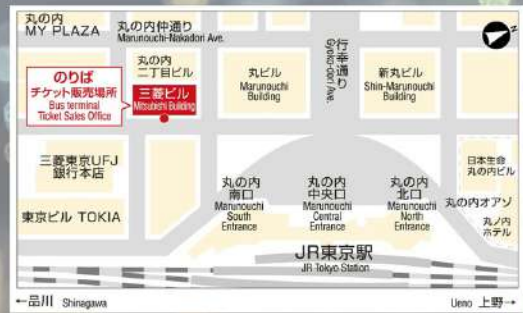 丸の内
MY PLAZA
丸の内仲通り
Marunouchi-Nakadori Ave.
行幸通り
Gyoko-dori Ave.
N
のりば
チケット販売場所
Bus terminal
Ticket Sales Office
丸の内
二丁目ビル
三菱ビル
Mitsubishi Building
丸ビル
Marunouchi
Building
新丸ビル
Shin-Marunouchi
Building
三菱東京UFJ
銀行本店
東京ビル TOKIA
丸の内
南口
Marunouchi
South
Entrance
丸の内
中央口
Marunouchi
Central
Entrance
丸の内
北口
Marunouchi
North
Entrance
日本生命
丸の内ビル
丸の内オアゾ
丸ノ内
ホテル
JR東京駅
JR Tokyo Station
←品川 Shinagawa
Ueno 上野→